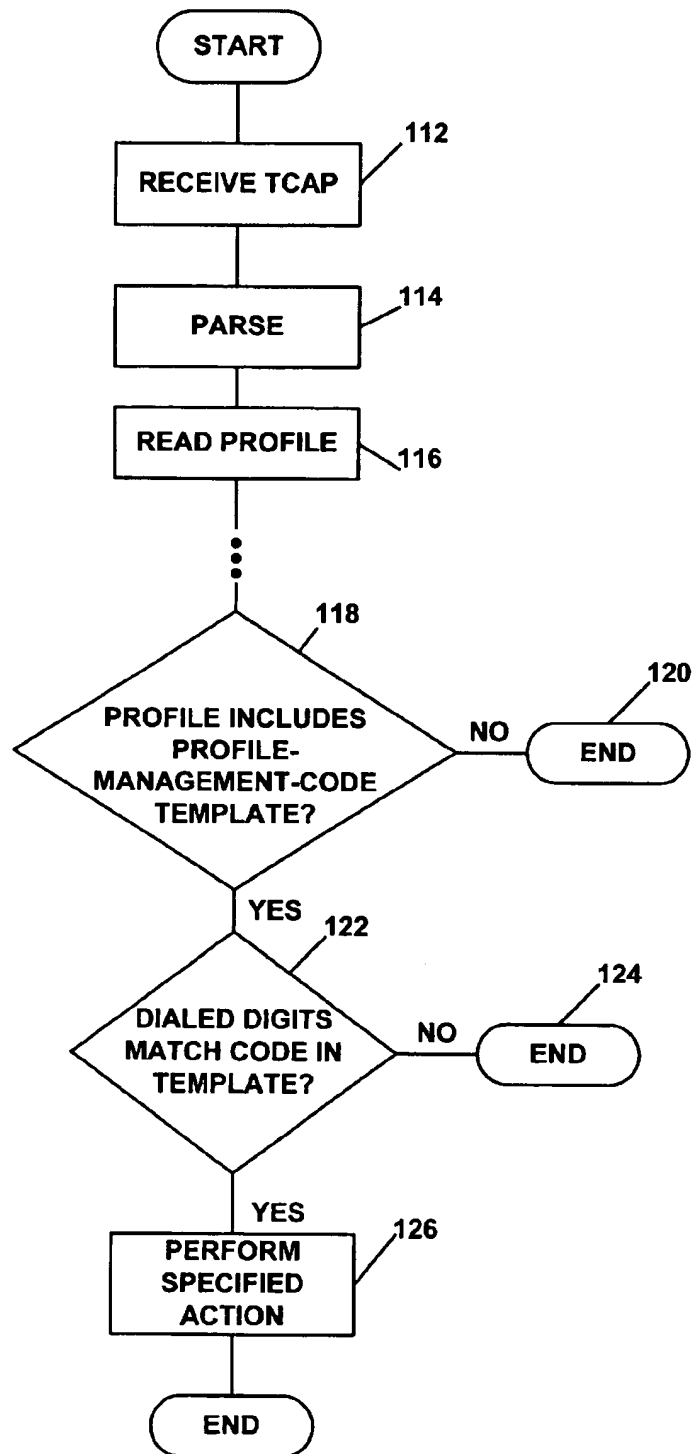 START
112
RECEIVE TCAP
114
PARSE
READ PROFILE
116
118
PROFILE INCLUDES
PROFILE-
MANAGEMENT-CODE
TEMPLATE?
NO
120
END
YES
122
DIALED DIGITS
MATCH CODE IN
TEMPLATE?
NO
124
END
YES
126
PERFORM
SPECIFIED
ACTION
END